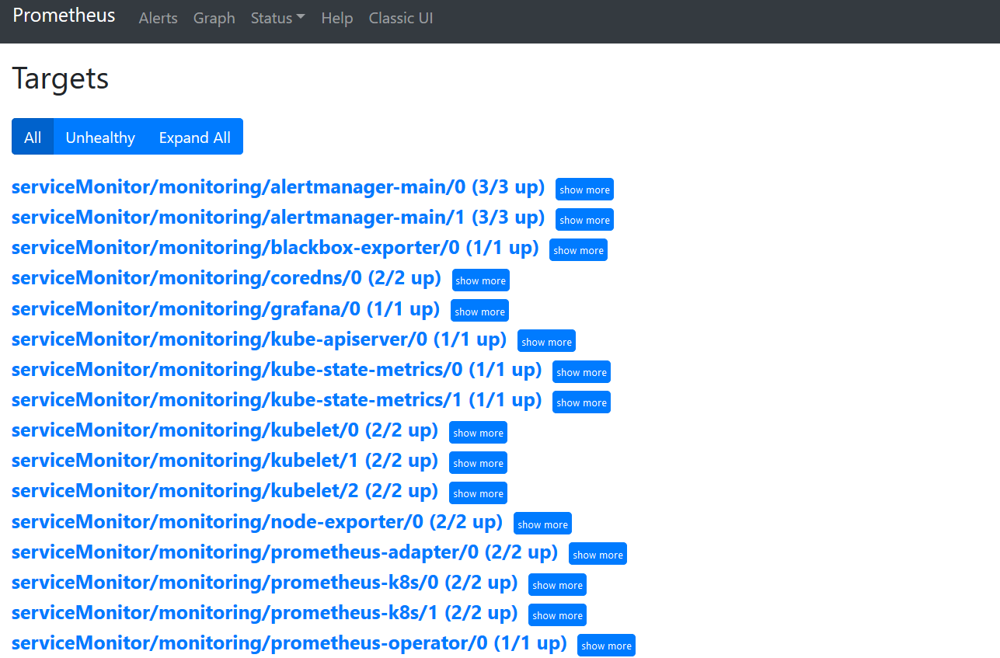 Prometheus Alerts Graph Status Help Classic UI
Targets
All Unhealthy Expand All
serviceMonitor/monitoring/alertmanager-main/0 (3/3 up) show more
serviceMonitor/monitoring/alertmanager-main/1 (3/3 up) show more
serviceMonitor/monitoring/blackbox-exporter/0 (1/1 up) show more
serviceMonitor/monitoring/coredns/0 (2/2 up) show more
serviceMonitor/monitoring/grafana/0 (1/1 up) show more
serviceMonitor/monitoring/kube-apiserver/0 (1/1 up) show more
serviceMonitor/monitoring/kube-state-metrics/0 (1/1 up) show more
serviceMonitor/monitoring/kube-state-metrics/1 (1/1 up) show more
serviceMonitor/monitoring/kubelet/0 (2/2 up) show more
serviceMonitor/monitoring/kubelet/1 (2/2 up) show more
serviceMonitor/monitoring/kubelet/2 (2/2 up) show more
serviceMonitor/monitoring/node-exporter/0 (2/2 up) show more
serviceMonitor/monitoring/prometheus-adapter/0 (2/2 up) show more
serviceMonitor/monitoring/prometheus-k8s/0 (2/2 up) show more
serviceMonitor/monitoring/prometheus-k8s/1 (2/2 up) show more
serviceMonitor/monitoring/prometheus-operator/0 (1/1 up) show more